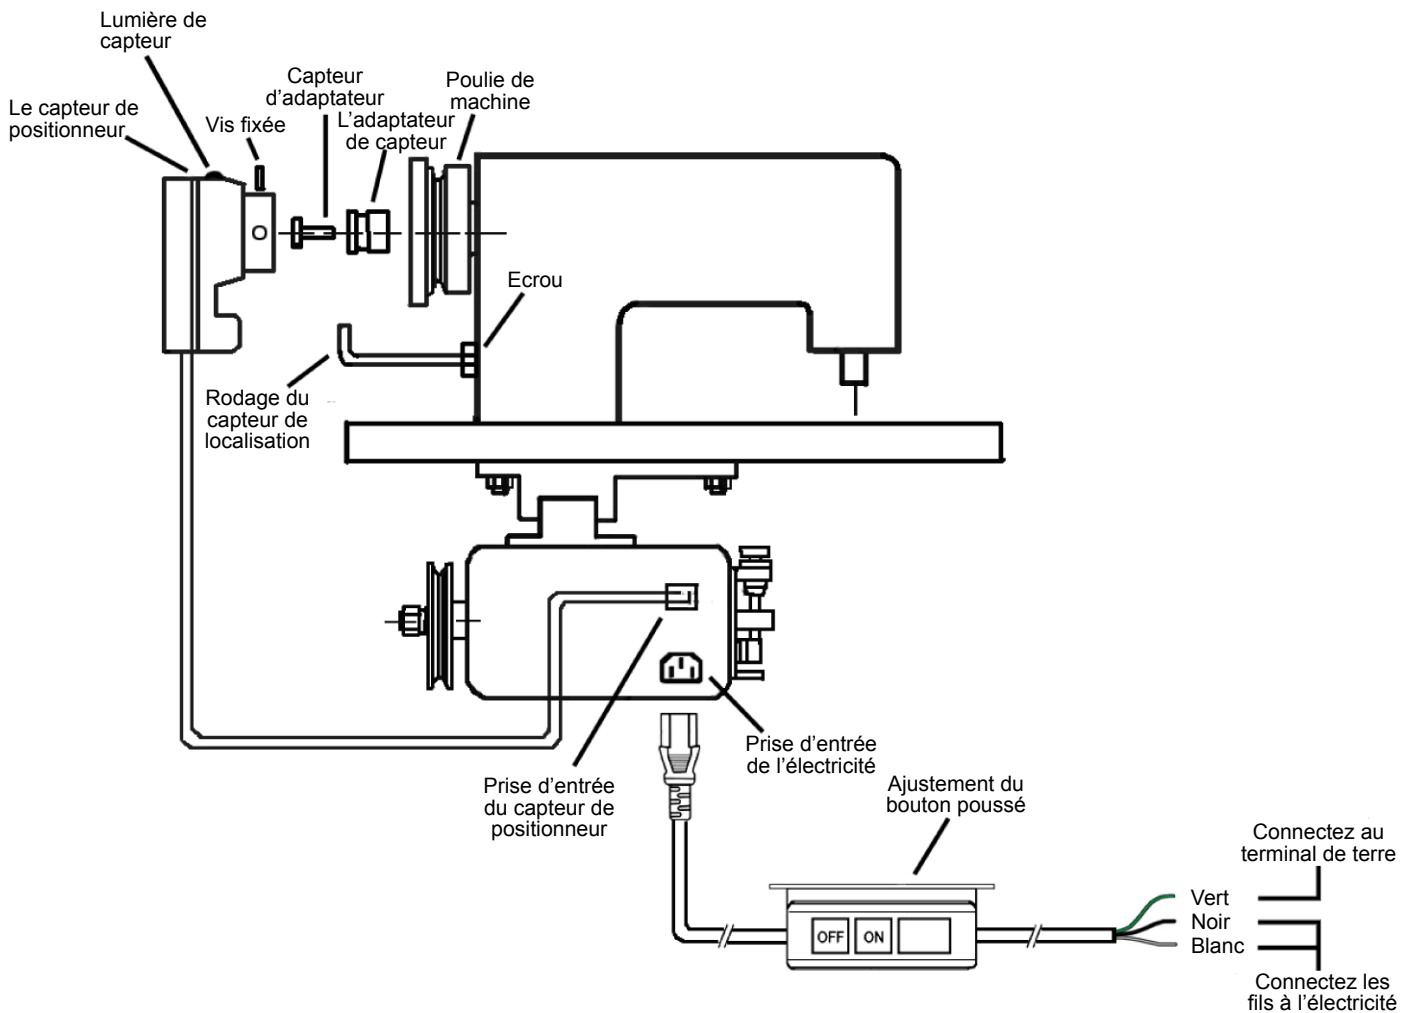 Lumière de
capteur
Le capteur de
positionneur
Vis fixée
Capteur
d'adaptateur
L'adaptateur
de capteur
Poulie de
machine
Ecrou
Rodage du
capteur de
localisation
Prise d'entrée
de l'électricité
Prise d'entrée
du capteur de
positionneur
Ajustement du
bouton poussé
OFF
ON
Connectez au
terminal de terre
Vert
Noir
Blanc
Connectez les
fils à l'électricité